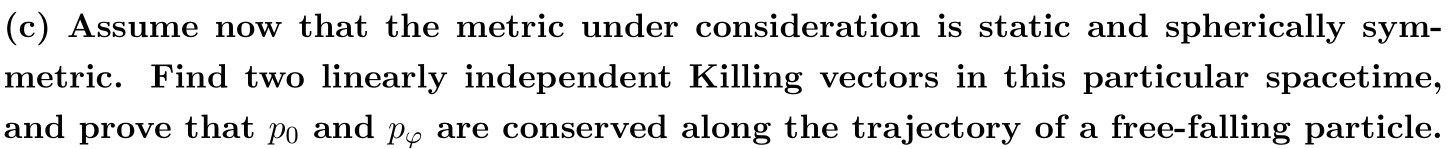 (c) Assume now that the metric under consideration is static and spherically sym-
metric. Find two linearly independent Killing vectors in this particular spacetime,
and prove that p₀ and p_φ are conserved along the trajectory of a free-falling particle.